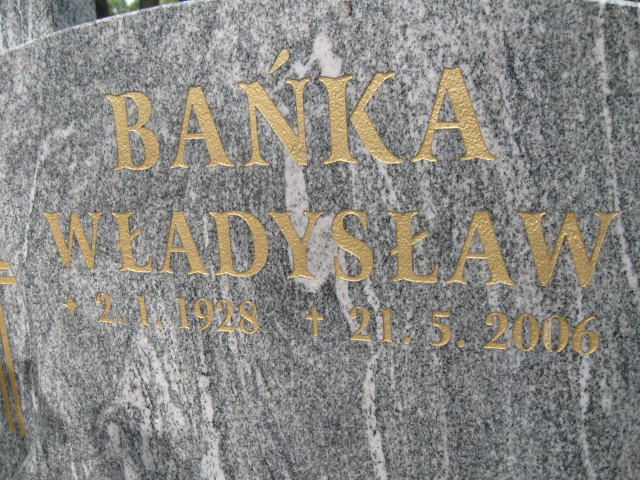 BAŃKA
WŁADYSŁAW
* 2. 1. 1928 † 21. 5. 2006